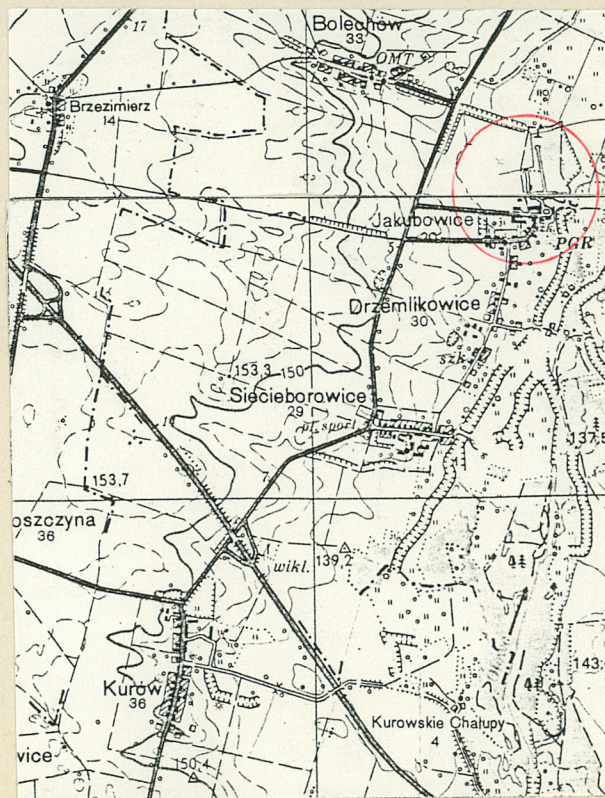 17
Bolechów
33
OMT
Brzezimierz
14
Jakubowice
20
PGR
5
Drzemlikowice
30
szk.
153,3
150
Siecieborowice
29
pl. sport.
137,5
153,7
oszczyna
36
wikl.
139,2
143,
Kurów
36
Kurowskie Chałupy
4
wice
150,4